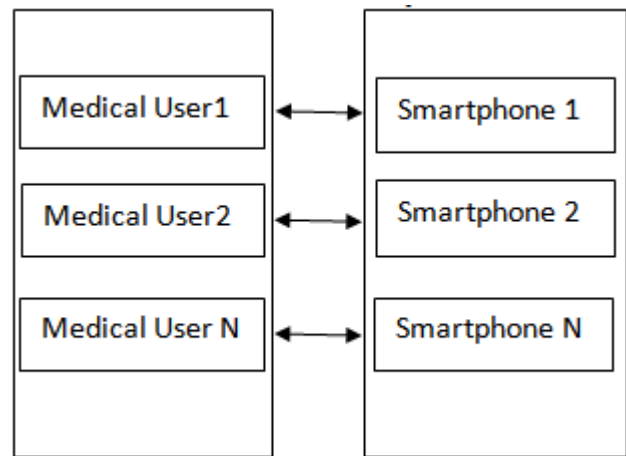 Medical User1
Smartphone 1
Medical User2
Smartphone 2
Medical User N
Smartphone N